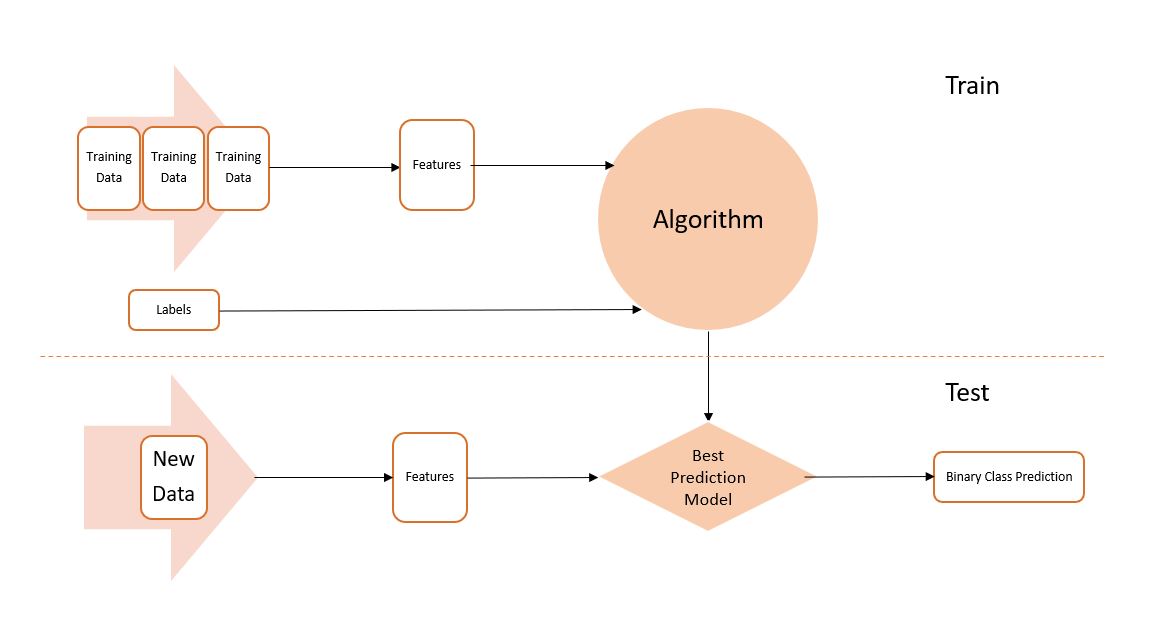 Train
Training
Data
Training
Data
Training
Data
Features
Algorithm
Labels
Test
New
Data
Features
Best
Prediction
Model
Binary Class Prediction